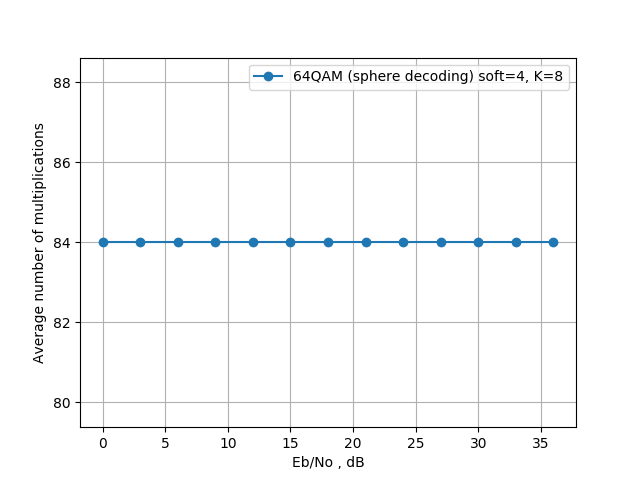 64QAM (sphere decoding) soft=4, K=8
Average number of multiplications
88
86
84
82
80
0 5 10 15 20 25 30 35
Eb/No , dB